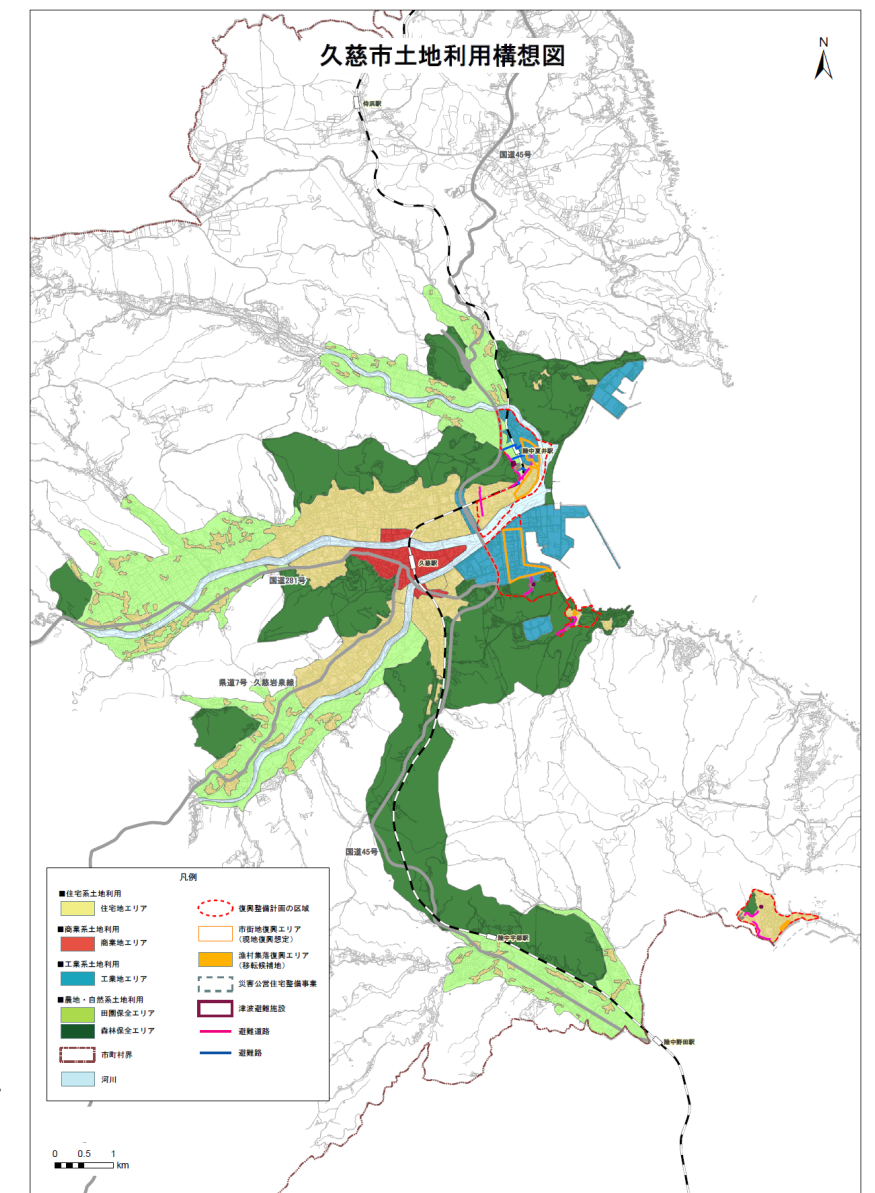 久慈市土地利用構想図
N
侍浜駅
国道45号
陸中夏井駅
久慈駅
国道281号
県道7号 久慈岩泉線
国道45号
陸中宇部駅
陸中野田駅
凡例
■住宅系土地利用
住宅地エリア
■商業系土地利用
商業地エリア
■工業系土地利用
工業地エリア
■農地・自然系土地利用
田園保全エリア
森林保全エリア
市町村界
河川
復興整備計画の区域
市街地復興エリア
(現地復興想定)
漁村集落復興エリア
(移転候補地)
災害公営住宅整備事業
津波避難施設
避難道路
避難路
0 0.5 1
km